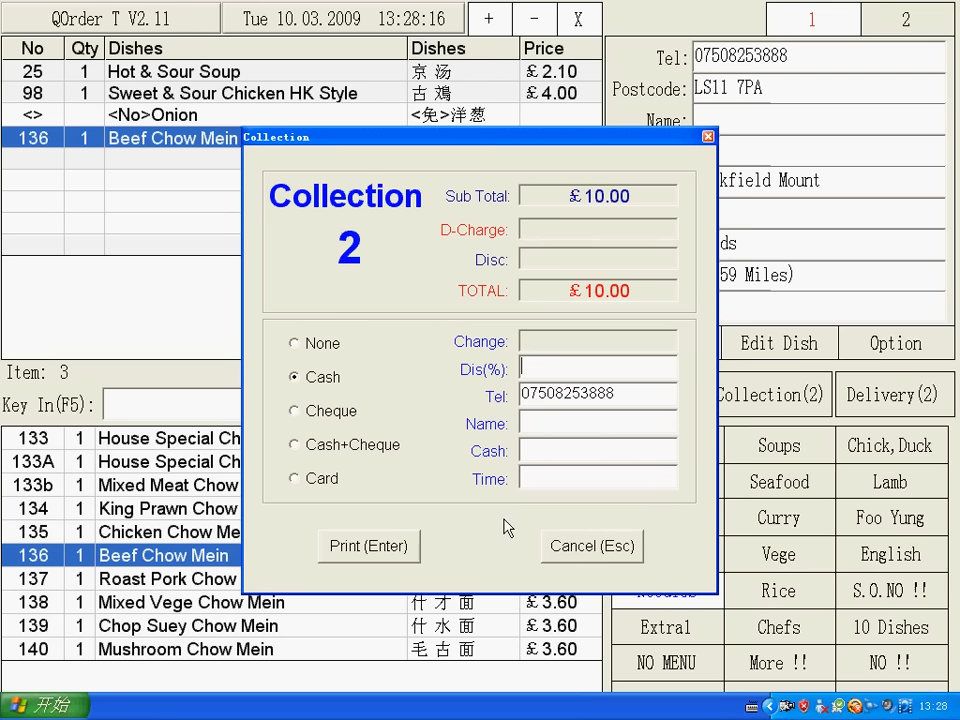 QOrder T V2.11
Tue 10.03.2009 13:28:16
+ - X
1 2
No Qty Dishes Dishes Price
25 1 Hot & Sour Soup 京 汤 £2.10
98 1 Sweet & Sour Chicken HK Style 古 鸡 £4.00
<> <No>Onion <免>洋葱
136 1 Beef Chow Mein
Tel: 07508253888
Postcode: LS11 7PA
Name:
kfield Mount
ds
59 Miles)
Edit Dish Option
Collection(2) Delivery(2)
Item: 3
Key In(F5):
Collection
Collection
2
Sub Total: £10.00
D-Charge:
Disc:
TOTAL: £10.00
None
Cash
Cheque
Cash+Cheque
Card
Change:
Dis(%):
Tel: 07508253888
Name:
Cash:
Time:
Print (Enter) Cancel (Esc)
133 1 House Special Ch
133A 1 House Special Ch
133b 1 Mixed Meat Chow
134 1 King Prawn Chow
135 1 Chicken Chow Me
136 1 Beef Chow Mein
137 1 Roast Pork Chow
138 1 Mixed Vege Chow Mein 什 才 面 £3.60
139 1 Chop Suey Chow Mein 什 水 面 £3.60
140 1 Mushroom Chow Mein 毛 古 面 £3.60
Soups Chick,Duck
Seafood Lamb
Curry Foo Yung
Vege English
Noodles Rice S.O.NO !!
Extra1 Chefs 10 Dishes
NO MENU More !! NO !!
开始
13:28